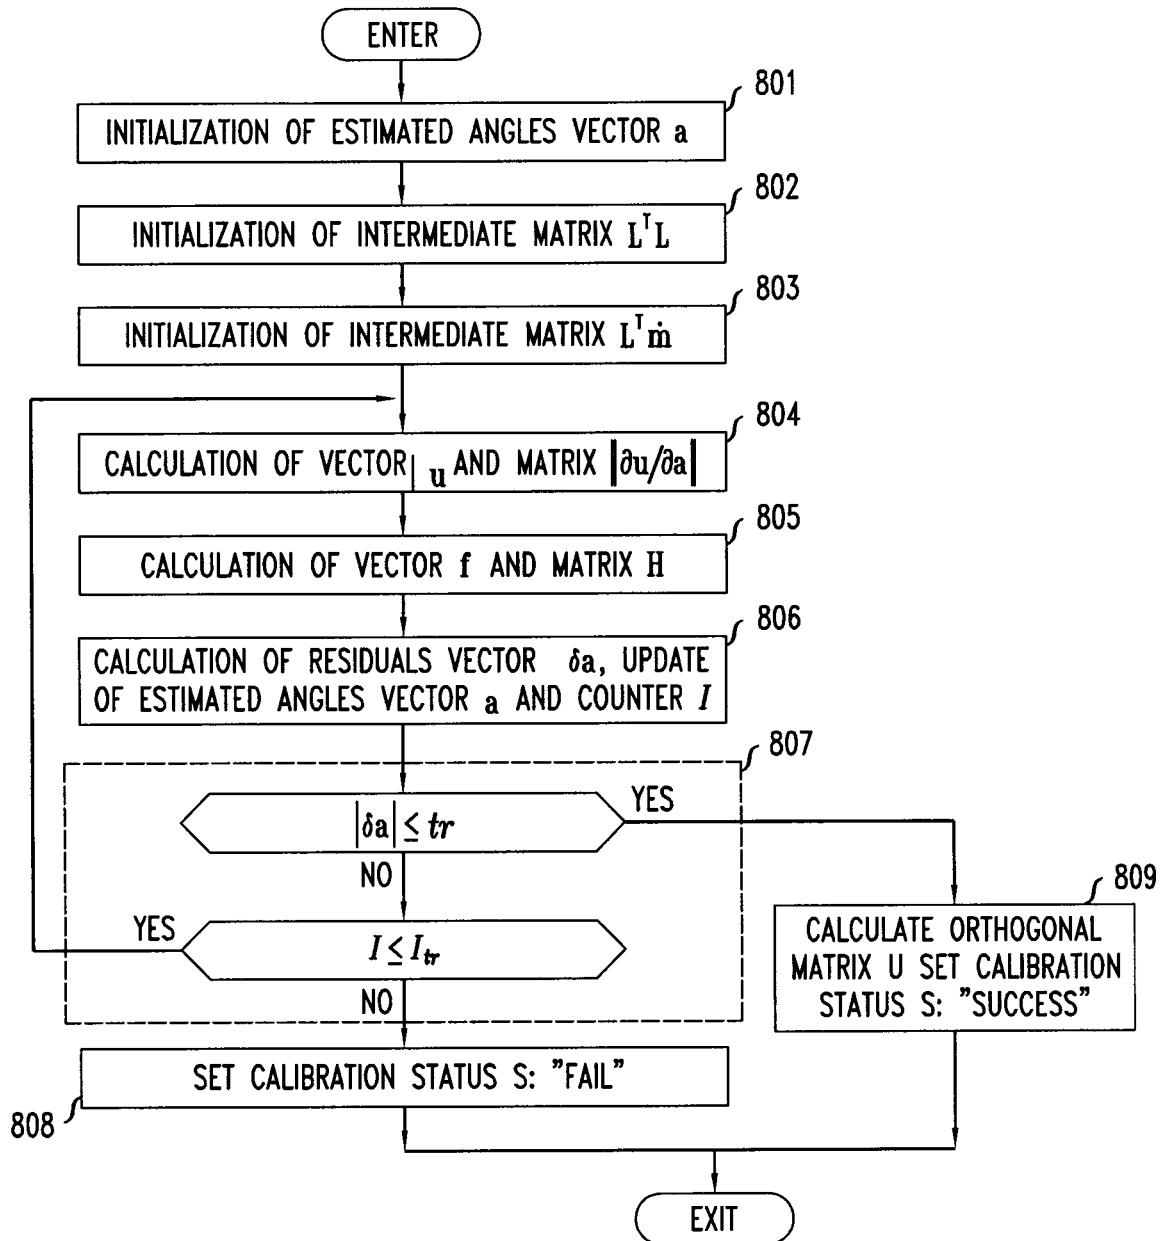 ENTER
801
INITIALIZATION OF ESTIMATED ANGLES VECTOR a
802
INITIALIZATION OF INTERMEDIATE MATRIX LᵀL
803
INITIALIZATION OF INTERMEDIATE MATRIX Lᵀṁ
804
CALCULATION OF VECTOR u AND MATRIX ‖∂u/∂a‖
805
CALCULATION OF VECTOR f AND MATRIX H
806
CALCULATION OF RESIDUALS VECTOR δa, UPDATE
OF ESTIMATED ANGLES VECTOR a AND COUNTER I
807
|δa| ≤ tr
YES
NO
I ≤ Iₜᵣ
YES
NO
809
CALCULATE ORTHOGONAL
MATRIX U SET CALIBRATION
STATUS S: "SUCCESS"
SET CALIBRATION STATUS S: "FAIL"
808
EXIT